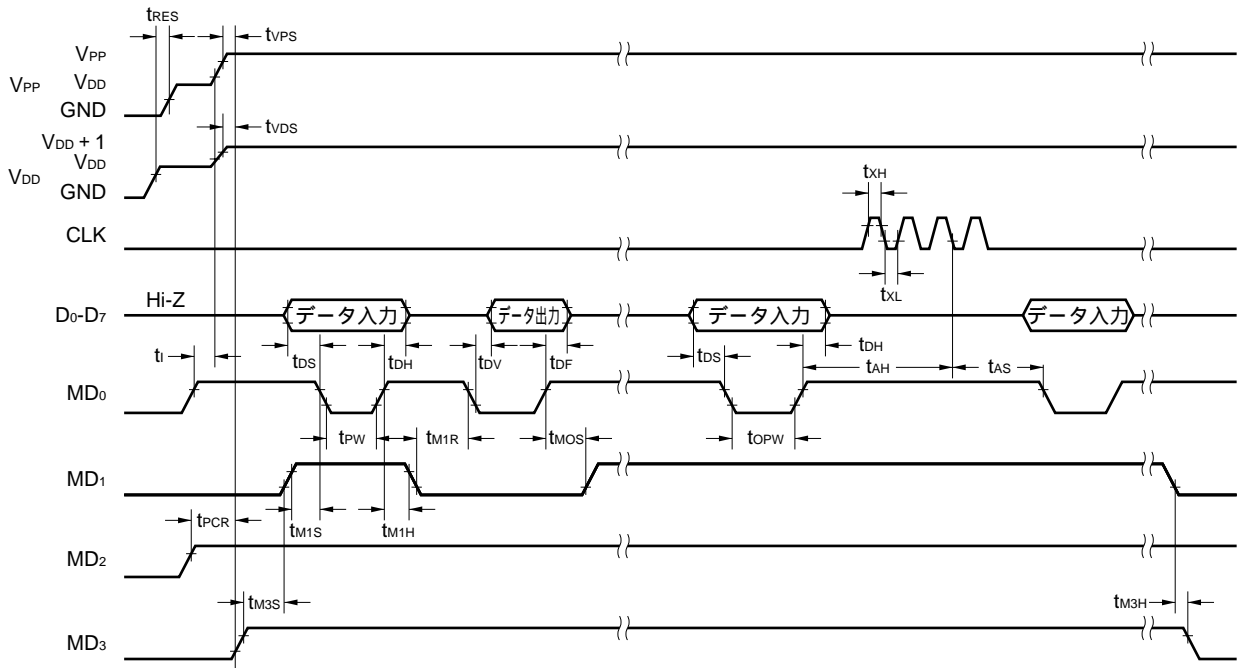 tRES
tVPS
VPP
VPP
VDD
GND
tVDS
VDD + 1
VDD
VDD
GND
tXH
CLK
tXL
Hi-Z
D0-D7
データ入力
データ出力
データ入力
データ入力
tI
tDS
tDH
tDV
tDF
tDS
tDH
tAH
tAS
MD0
tPW
tM1R
tMOS
tOPW
MD1
tPCR
tM1S
tM1H
MD2
tM3S
tM3H
MD3